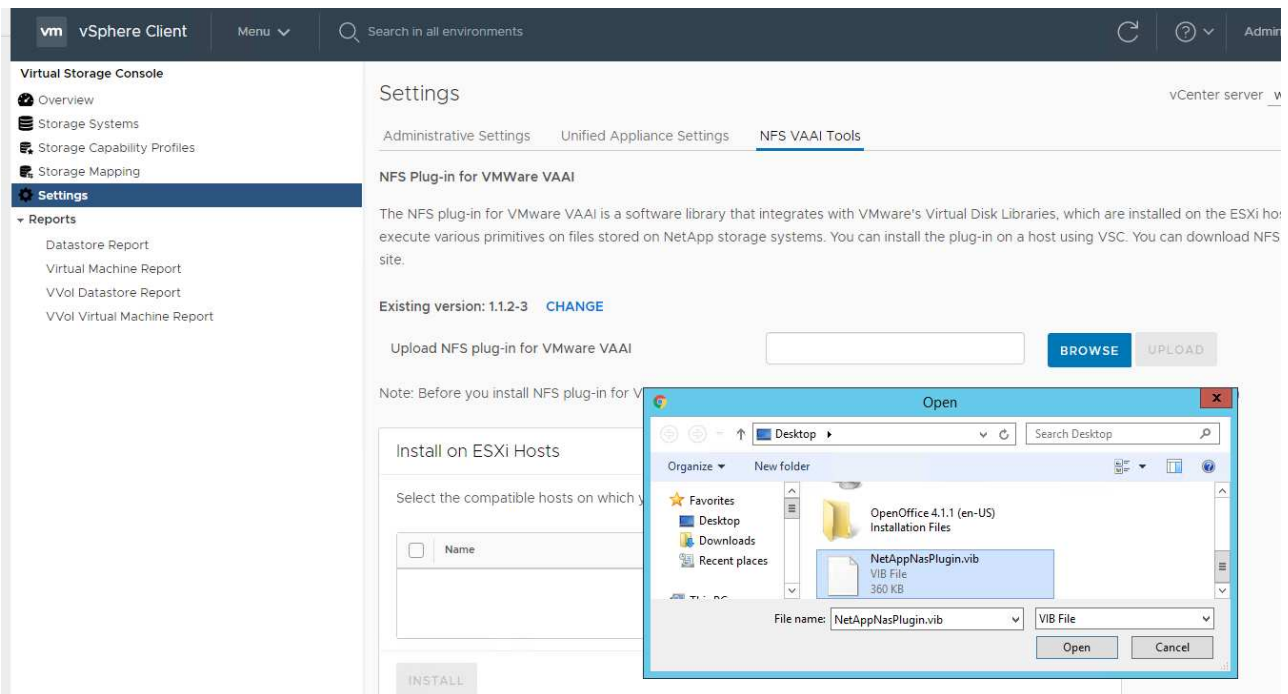 vm vSphere Client Menu Search in all environments Admin
Virtual Storage Console
Overview
Storage Systems
Storage Capability Profiles
Storage Mapping
Settings
Reports
Datastore Report
Virtual Machine Report
VVol Datastore Report
VVol Virtual Machine Report
Settings
vCenter server w
Administrative Settings Unified Appliance Settings NFS VAAI Tools
NFS Plug-in for VMWare VAAI
The NFS plug-in for VMware VAAI is a software library that integrates with VMware's Virtual Disk Libraries, which are installed on the ESXi hos
execute various primitives on files stored on NetApp storage systems. You can install the plug-in on a host using VSC. You can download NFS
site.
Existing version: 1.1.2-3 CHANGE
Upload NFS plug-in for VMware VAAI BROWSE UPLOAD
Note: Before you install NFS plug-in for V
Install on ESXi Hosts
Select the compatible hosts on which y
Name
INSTALL
Open x
Desktop Search Desktop
Organize New folder
Favorites
Desktop
Downloads
Recent places
This PC
OpenOffice 4.1.1 (en-US)
Installation Files
NetAppNasPlugin.vib
VIB File
360 KB
File name: NetAppNasPlugin.vib VIB File
Open Cancel